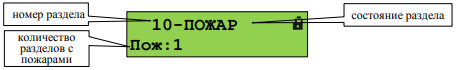 номер раздела
состояние раздела
10-ПОЖАР
количество
разделов с
пожарами
Пож:1